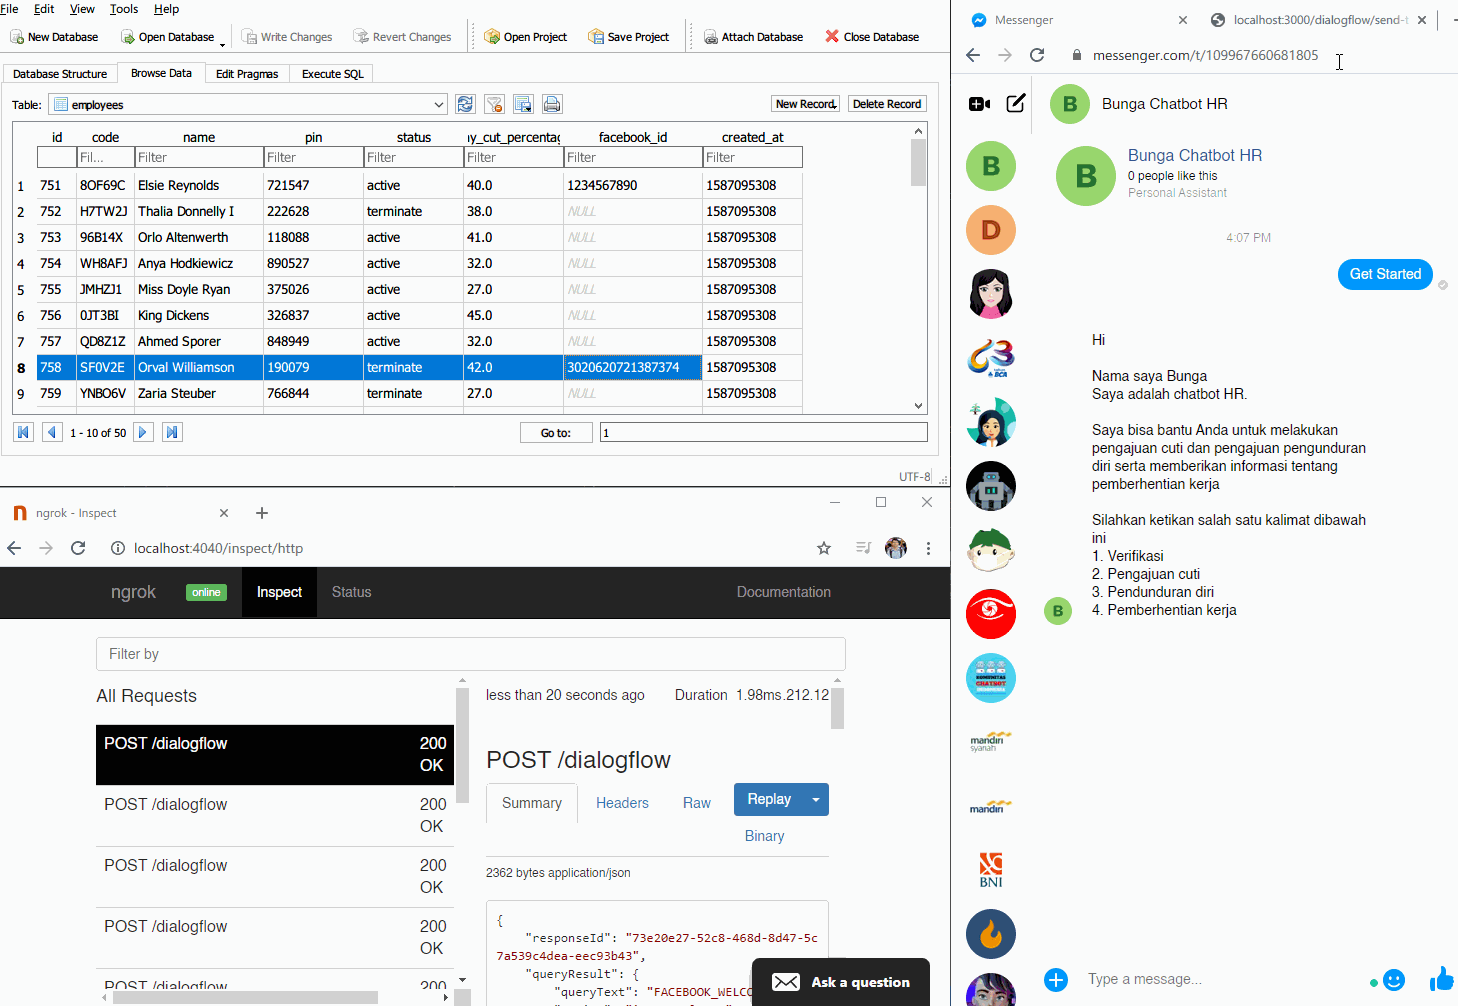 File Edit View Tools Help
New Database Open Database Write Changes Revert Changes Open Project Save Project Attach Database Close Database
Database Structure Browse Data Edit Pragmas Execute SQL
Table: employees New Record Delete Record
id code name pin status ny_cut_percentag facebook_id created_at
Fil... Filter Filter Filter Filter Filter Filter
1 751 8OF69C Elsie Reynolds 721547 active 40.0 1234567890 1587095308
2 752 H7TW2J Thalia Donnelly I 222628 terminate 38.0 NULL 1587095308
3 753 96B14X Orlo Altenwerth 118088 active 41.0 NULL 1587095308
4 754 WH8AFJ Anya Hodkiewicz 890527 active 32.0 NULL 1587095308
5 755 JMHZJ1 Miss Doyle Ryan 375026 active 27.0 NULL 1587095308
6 756 0JT3BI King Dickens 326837 active 45.0 NULL 1587095308
7 757 QD8Z1Z Ahmed Sporer 848949 active 32.0 NULL 1587095308
8 758 SF0V2E Orval Williamson 190079 terminate 42.0 3020620721387374 1587095308
9 759 YNBO6V Zaria Steuber 766844 terminate 27.0 NULL 1587095308
1 - 10 of 50 Go to: 1
UTF-8
ngrok - Inspect
localhost:4040/inspect/http
ngrok online Inspect Status Documentation
Filter by
All Requests
POST /dialogflow 200 OK
POST /dialogflow 200 OK
POST /dialogflow 200 OK
POST /dialogflow 200 OK
POST /dialogflow 200
less than 20 seconds ago Duration 1.98ms.212.12
POST /dialogflow
Summary Headers Raw Replay
Binary
2362 bytes application/json
{
"responseId": "73e20e27-52c8-468d-8d47-5c
7a539c4dea-eec93b43",
"queryResult": {
"queryText": "FACEBOOK_WELCO
Ask a question
Messenger localhost:3000/dialogflow/send-t
messenger.com/t/109967660681805
B Bunga Chatbot HR
B
B Bunga Chatbot HR
0 people like this
Personal Assistant
D
4:07 PM
Get Started
Hi
Nama saya Bunga
Saya adalah chatbot HR.
Saya bisa bantu Anda untuk melakukan
pengajuan cuti dan pengajuan pengunduran
diri serta memberikan informasi tentang
pemberhentian kerja
Silahkan ketikan salah satu kalimat dibawah
ini
1. Verifikasi
2. Pengajuan cuti
3. Pendunduran diri
4. Pemberhentian kerja
B
63
BCA
KOMUNITAS
CHATBOT
INDONESIA
mandiri
syariah
mandiri
BNI
Type a message...